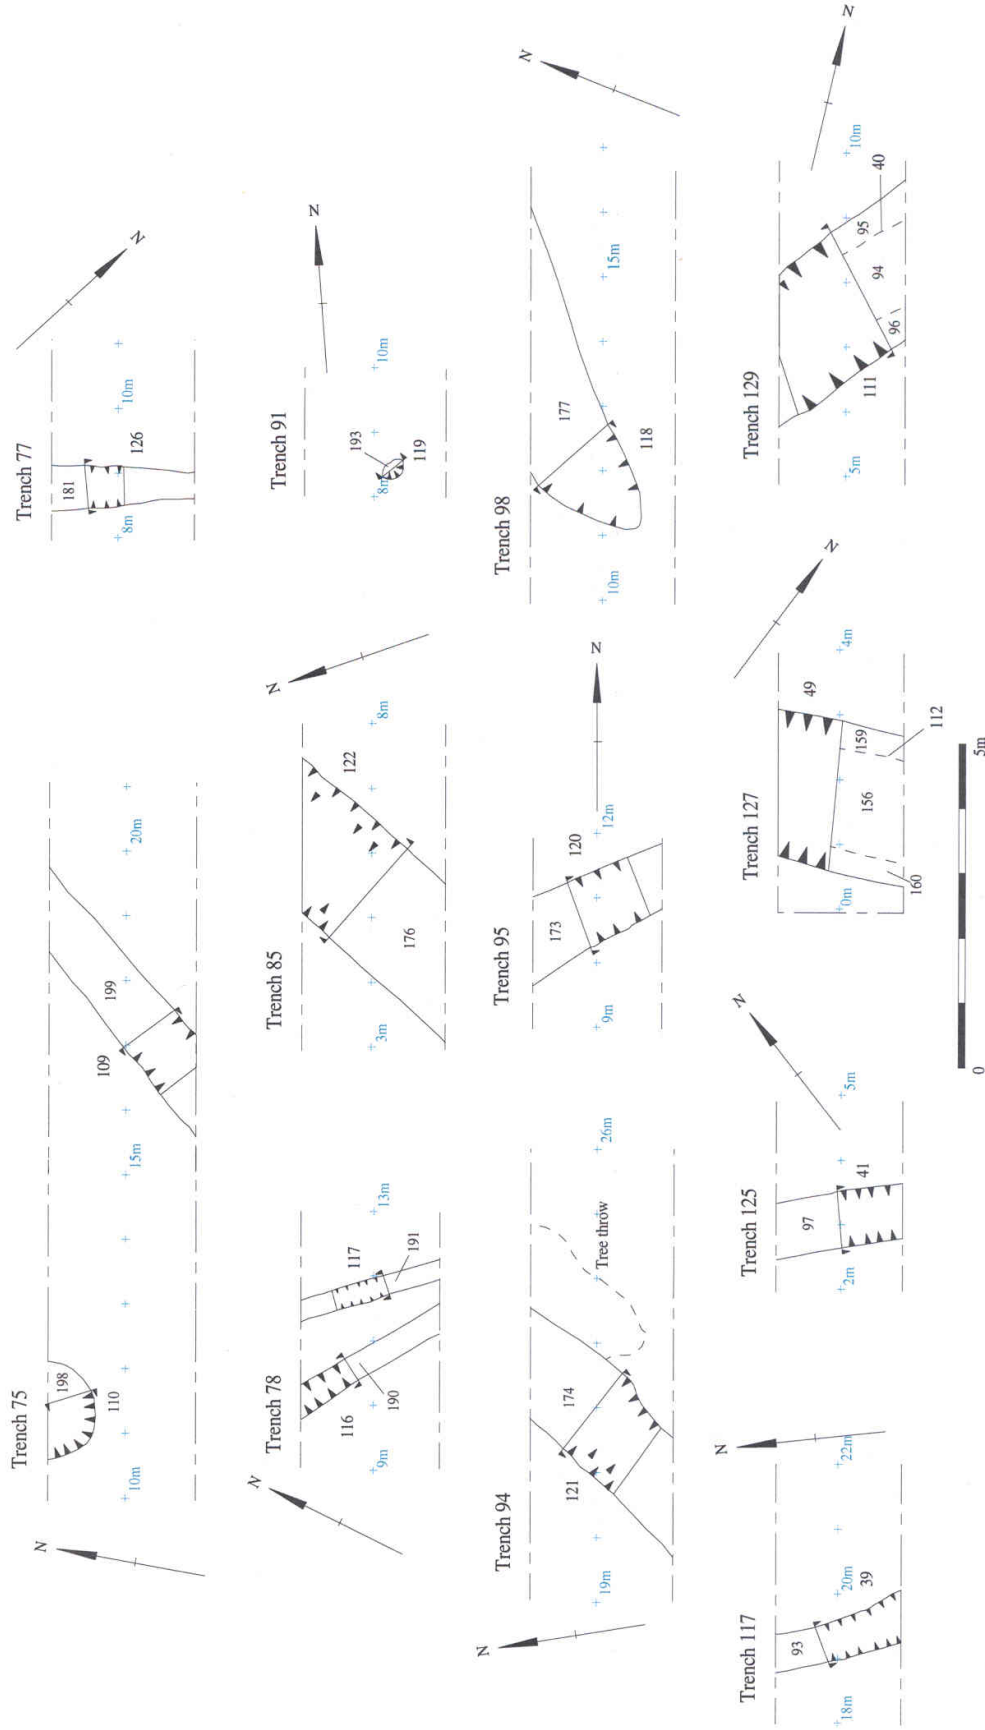 Trench 75
N
198
110
109
199
10m
15m
20m
Trench 77
181
126
8m
10m
N
Trench 78
N
116
190
117
191
9m
13m
Trench 85
122
176
3m
8m
N
Trench 91
193
119
8m
10m
N
Trench 94
N
121
174
Tree throw
19m
26m
Trench 95
173
120
9m
12m
N
Trench 98
177
118
10m
15m
N
Trench 117
93
39
18m
20m
22m
N
Trench 125
97
41
2m
5m
N
Trench 127
49
159
112
156
160
0m
4m
N
Trench 129
111
96
94
95
40
5m
10m
N
0
5m